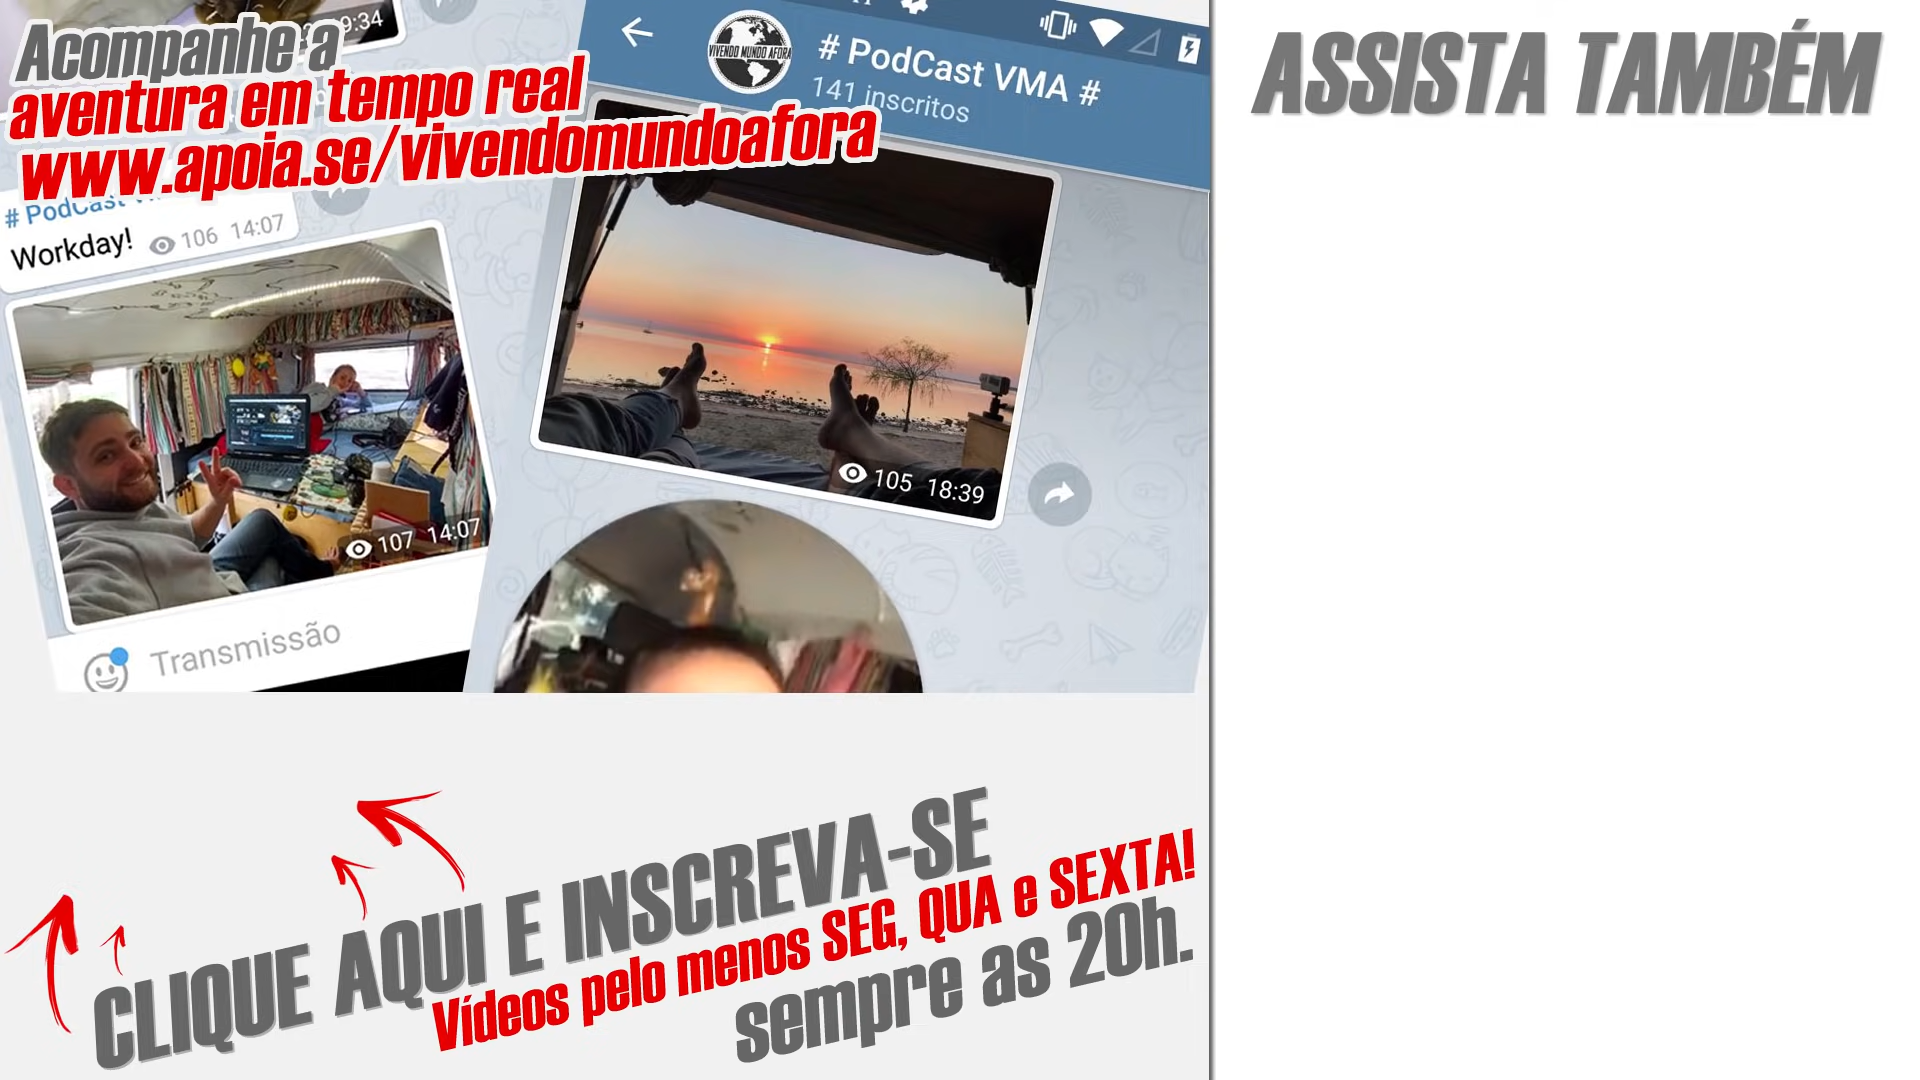 Acompanhe a
aventura em tempo real
www.apoia.se/vivendomundoafora
9:34
# PodCast V
Workday! 106 14:07
107 14:07
Transmissão
VIVENDO MUNDO AFORA
# PodCast VMA #
141 inscritos
105 18:39
CLIQUE AQUI E INSCREVA-SE
Vídeos pelo menos SEG, QUA e SEXTA!
sempre as 20h.
ASSISTA TAMBÉM